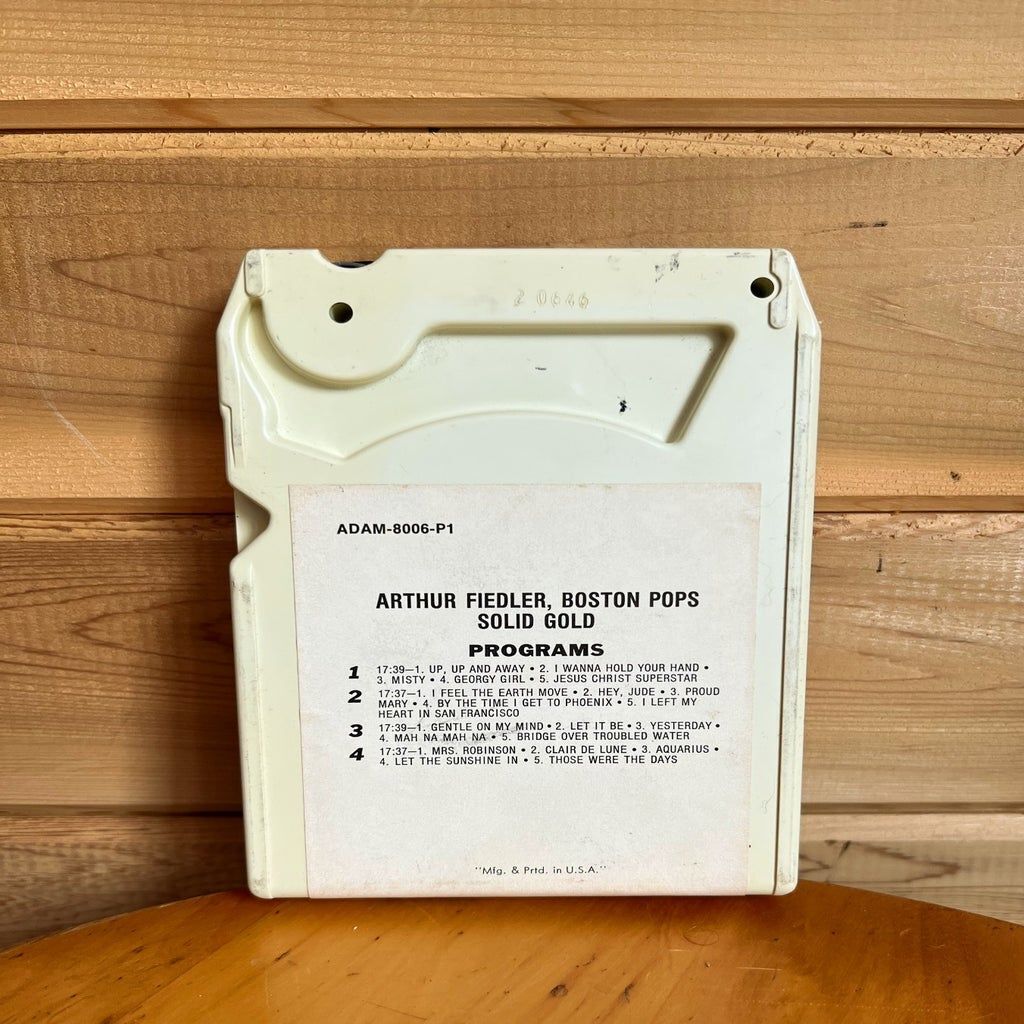 2 0646
ADAM-8006-P1
ARTHUR FIEDLER, BOSTON POPS
SOLID GOLD
PROGRAMS
1 17:39—1. UP, UP AND AWAY • 2. I WANNA HOLD YOUR HAND •
3. MISTY • 4. GEORGY GIRL • 5. JESUS CHRIST SUPERSTAR
2 17:37—1. I FEEL THE EARTH MOVE • 2. HEY, JUDE • 3. PROUD
MARY • 4. BY THE TIME I GET TO PHOENIX • 5. I LEFT MY
HEART IN SAN FRANCISCO
3 17:39—1. GENTLE ON MY MIND • 2. LET IT BE • 3. YESTERDAY •
4. MAH NA MAH NA • 5. BRIDGE OVER TROUBLED WATER
4 17:37—1. MRS. ROBINSON • 2. CLAIR DE LUNE • 3. AQUARIUS •
4. LET THE SUNSHINE IN • 5. THOSE WERE THE DAYS
"Mfg. & Prtd. in U.S.A."